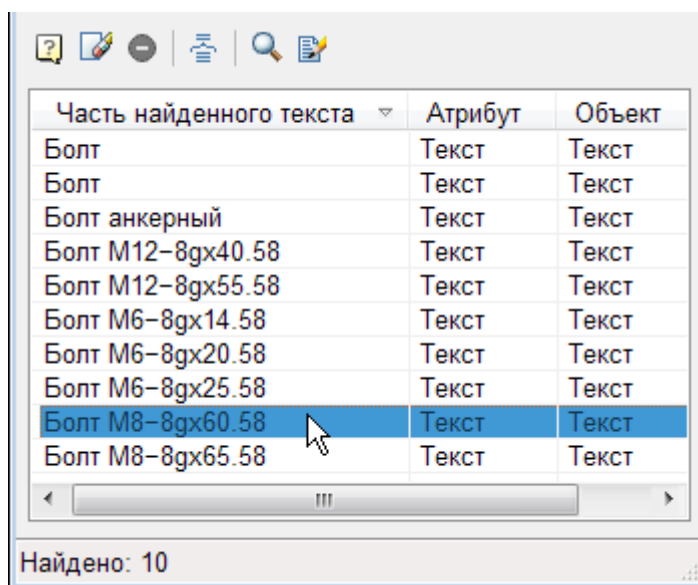 Часть найденного текста Атрибут Объект
Болт Текст Текст
Болт Текст Текст
Болт анкерный Текст Текст
Болт М12−8gx40.58 Текст Текст
Болт М12−8gx55.58 Текст Текст
Болт М6−8gx14.58 Текст Текст
Болт М6−8gx20.58 Текст Текст
Болт М6−8gx25.58 Текст Текст
Болт М8−8gx60.58 Текст Текст
Болт М8−8gx65.58 Текст Текст
Найдено: 10